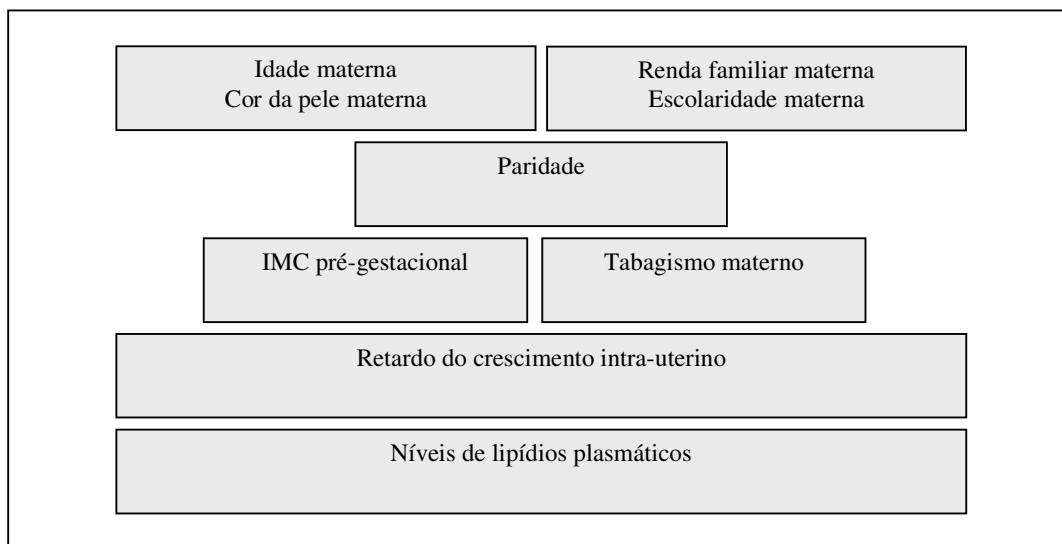 Idade materna
Cor da pele materna
Renda familiar materna
Escolaridade materna
Paridade
IMC pré-gestacional
Tabagismo materno
Retardo do crescimento intra-uterino
Níveis de lipídios plasmáticos